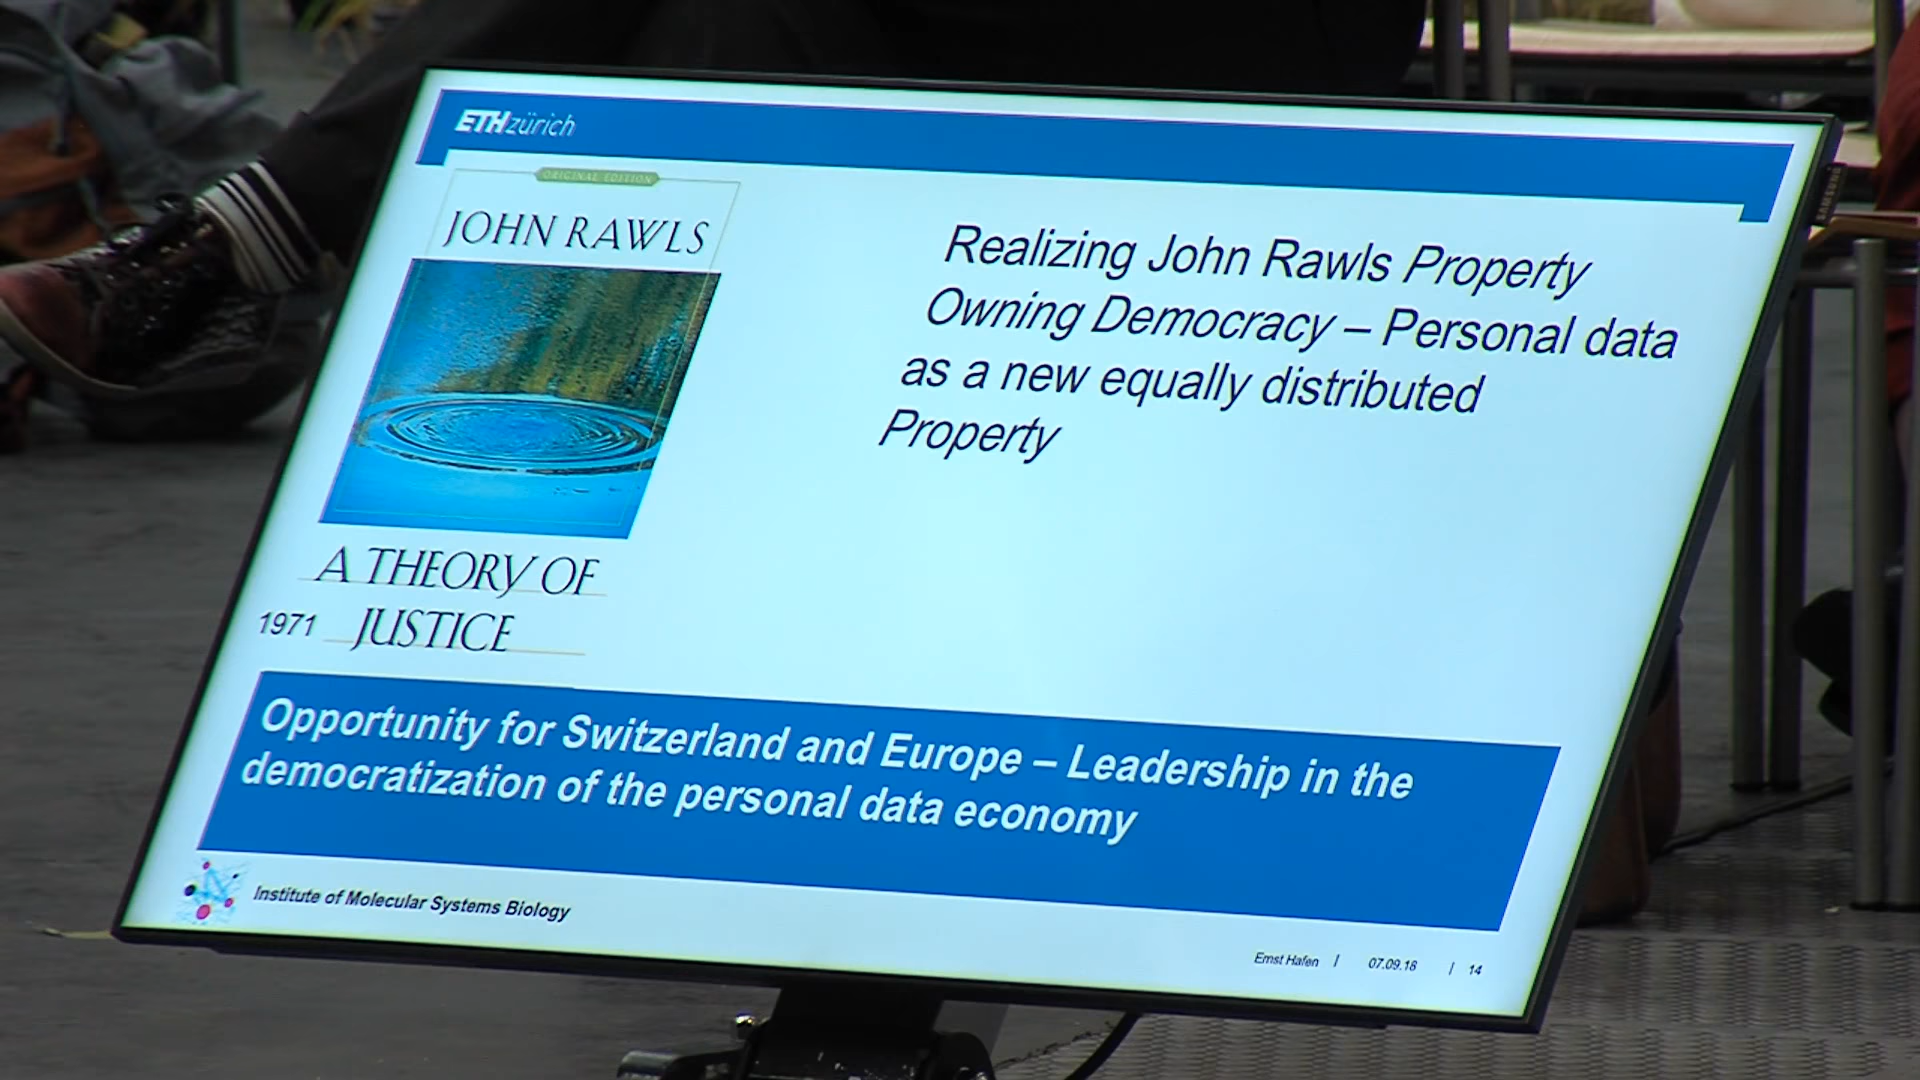 ETHzürich
ORIGINAL EDITION
JOHN RAWLS
A THEORY OF
1971 JUSTICE
Realizing John Rawls Property
Owning Democracy – Personal data
as a new equally distributed
Property
Opportunity for Switzerland and Europe – Leadership in the
democratization of the personal data economy
Institute of Molecular Systems Biology
Ernst Hafen | 07.09.18 | 14
SAMSUNG